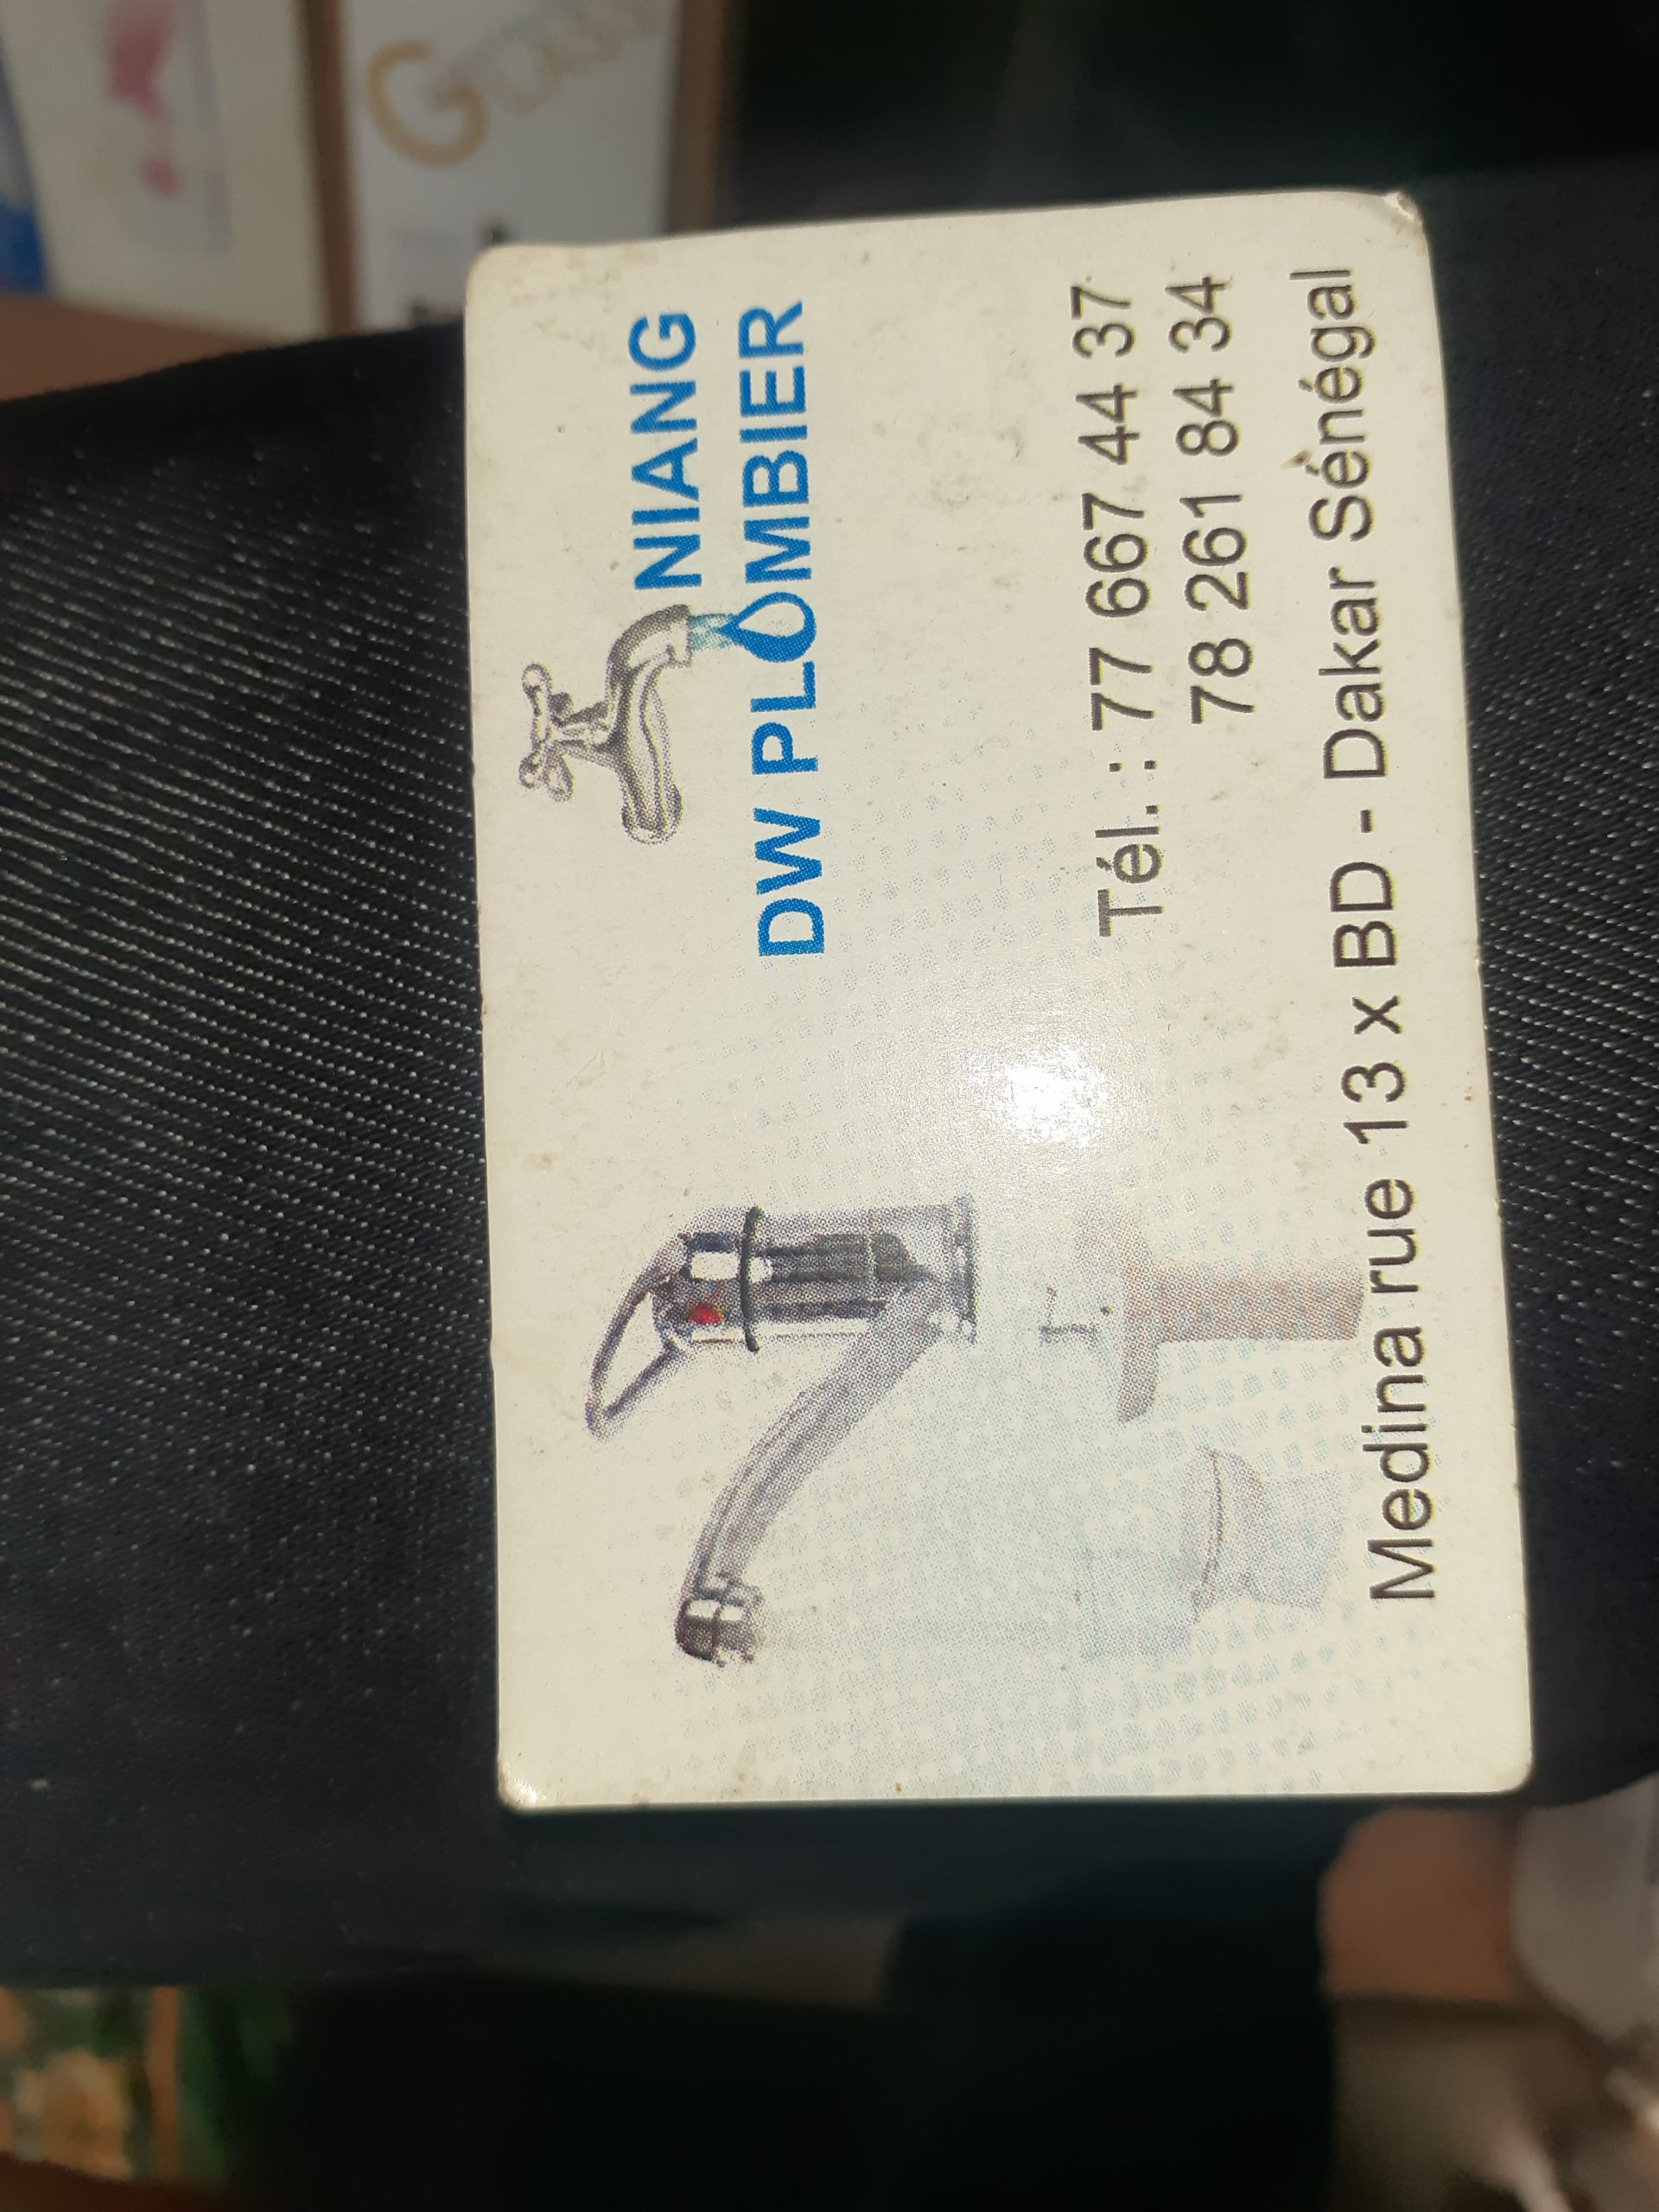 NIANG
DW PLOMBIER
Tél. : 77 667 44 37
78 261 84 34
Medina rue 13 x BD - Dakar Sénégal